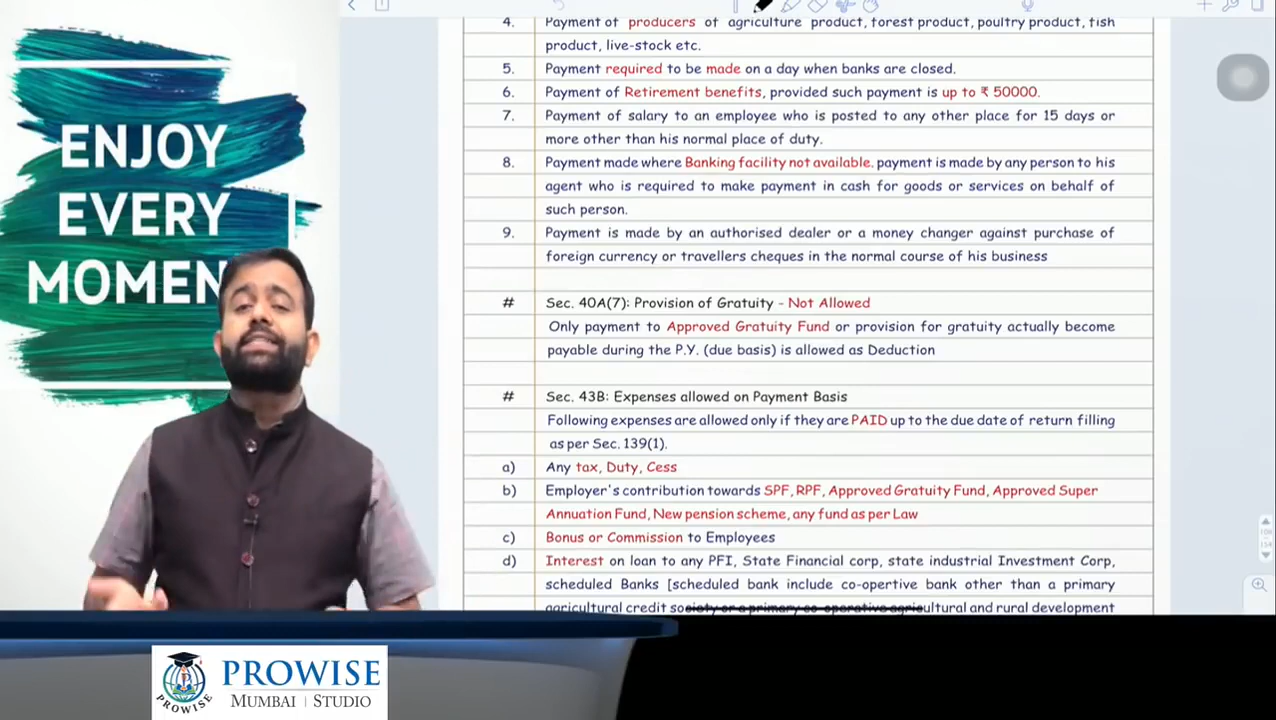 ENJOY
EVERY
MOMEN
4. Payment of producers of agriculture product, forest product, poultry product, fish
product, live-stock etc.
5. Payment required to be made on a day when banks are closed.
6. Payment of Retirement benefits, provided such payment is up to ₹ 50000.
7. Payment of salary to an employee who is posted to any other place for 15 days or
more other than his normal place of duty.
8. Payment made where Banking facility not available. payment is made by any person to his
agent who is required to make payment in cash for goods or services on behalf of
such person.
9. Payment is made by an authorised dealer or a money changer against purchase of
foreign currency or travellers cheques in the normal course of his business
# Sec. 40A(7): Provision of Gratuity - Not Allowed
Only payment to Approved Gratuity Fund or provision for gratuity actually become
payable during the P.Y. (due basis) is allowed as Deduction
# Sec. 43B: Expenses allowed on Payment Basis
Following expenses are allowed only if they are PAID up to the due date of return filling
as per Sec. 139(1).
a) Any tax, Duty, Cess
b) Employer's contribution towards SPF, RPF, Approved Gratuity Fund, Approved Super
Annuation Fund, New pension scheme, any fund as per Law
c) Bonus or Commission to Employees
d) Interest on loan to any PFI, State Financial corp, state industrial Investment Corp,
scheduled Banks [scheduled bank include co-opertive bank other than a primary
agricultural credit society or a primary co-operative agricultural and rural development
PROWISE
MUMBAI | STUDIO
PROWISE